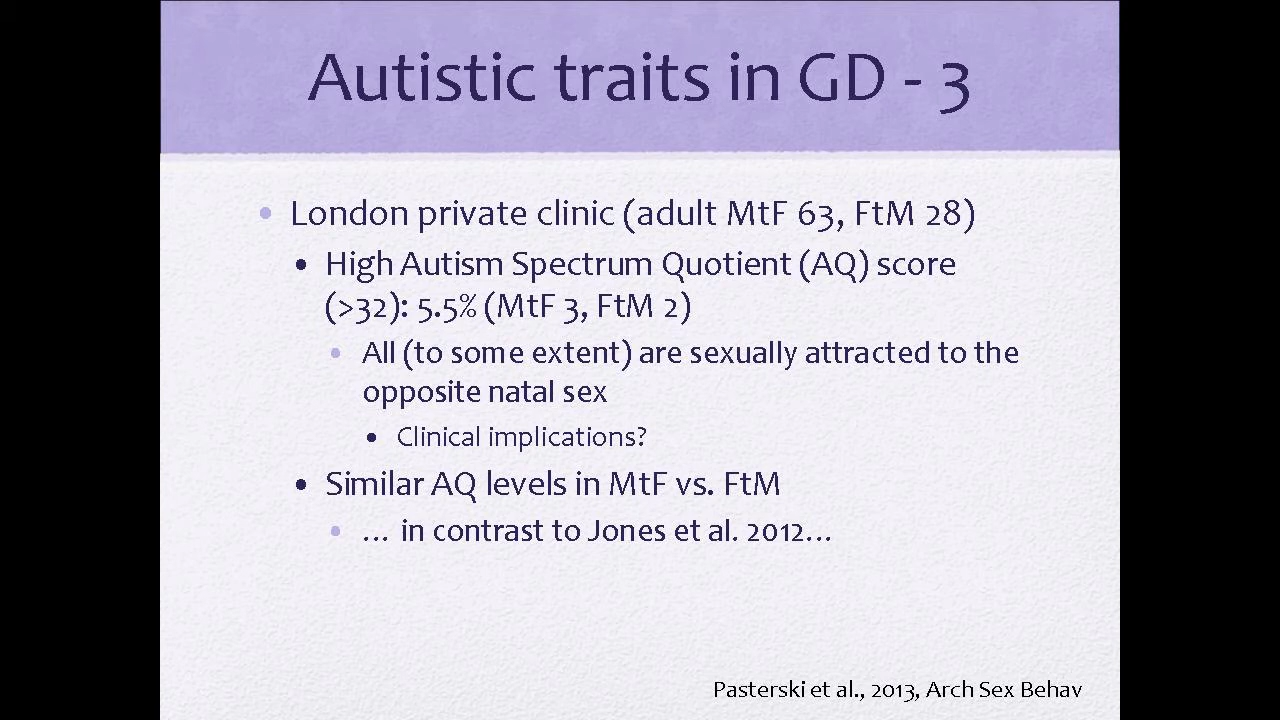 Autistic traits in GD - 3
• London private clinic (adult MtF 63, FtM 28)
• High Autism Spectrum Quotient (AQ) score
(>32): 5.5% (MtF 3, FtM 2)
• All (to some extent) are sexually attracted to the
opposite natal sex
• Clinical implications?
• Similar AQ levels in MtF vs. FtM
• … in contrast to Jones et al. 2012…
Pasterski et al., 2013, Arch Sex Behav